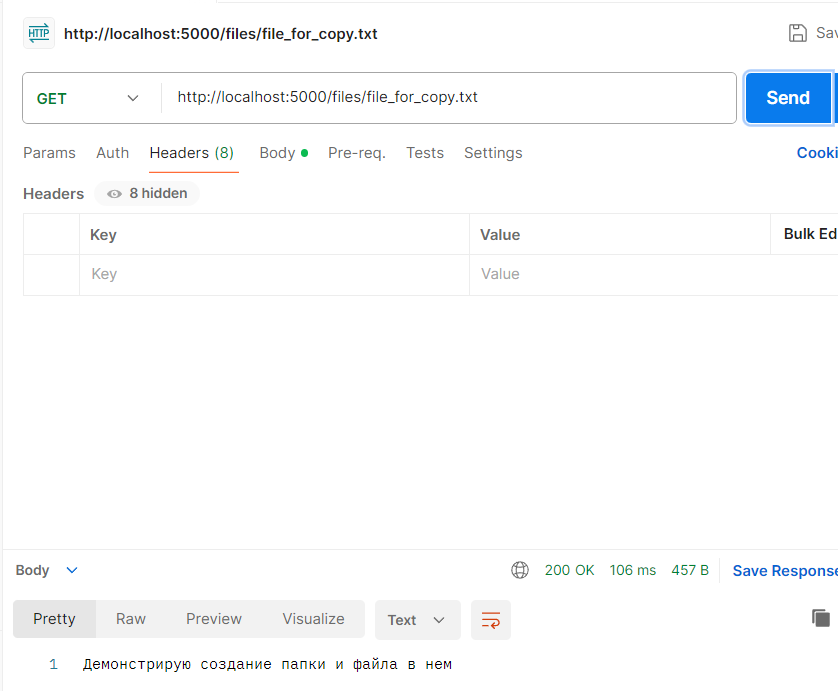 HTTP http://localhost:5000/files/file_for_copy.txt Sav
GET http://localhost:5000/files/file_for_copy.txt Send
Params Auth Headers (8) Body Pre-req. Tests Settings Cooki
Headers 8 hidden
Key Value Bulk Ed
Key Value
Body 200 OK 106 ms 457 B Save Response
Pretty Raw Preview Visualize Text
1 Демонстрирую создание папки и файла в нем